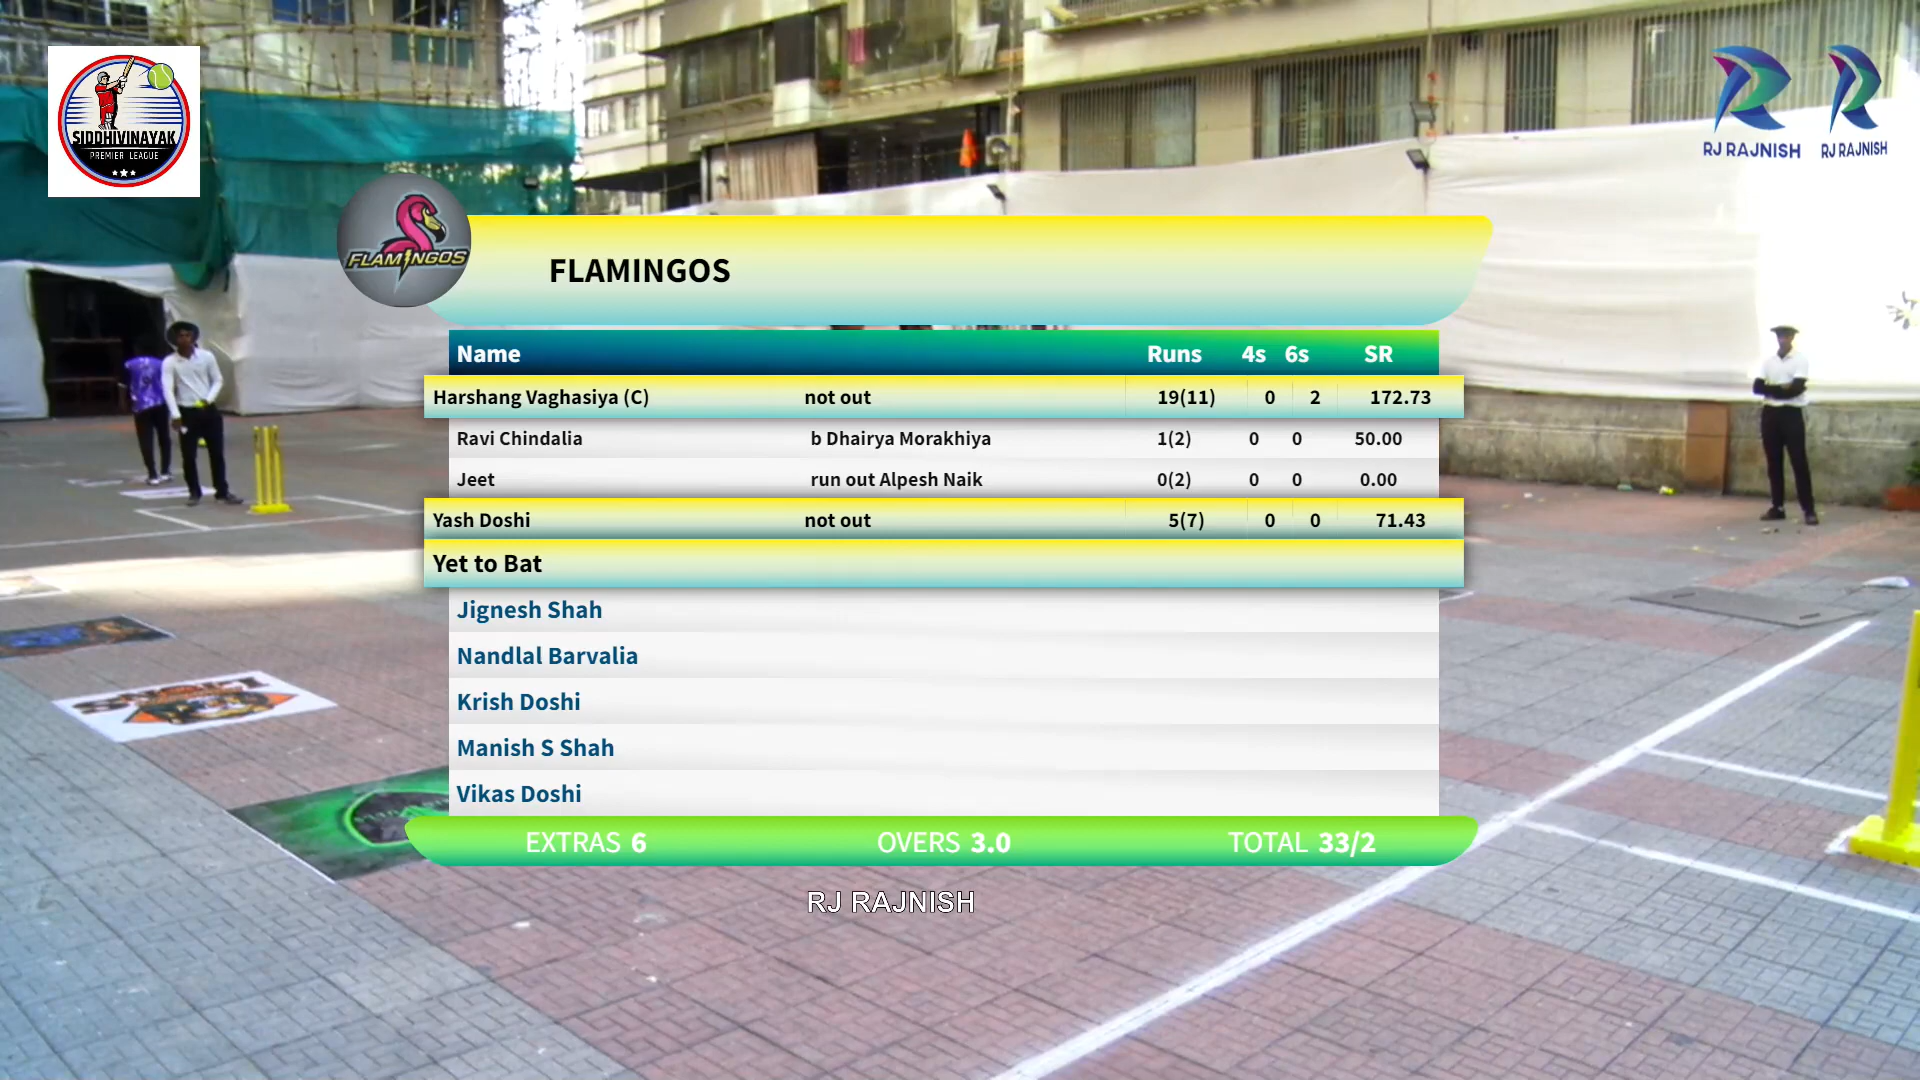 SIDDHIVINAYAK
PREMIER LEAGUE
RJ RAJNISH
RJ RAJNISH
FLAMINGOS
FLAMINGOS
Name Runs 4s 6s SR
Harshang Vaghasiya (C) not out 19(11) 0 2 172.73
Ravi Chindalia b Dhairya Morakhiya 1(2) 0 0 50.00
Jeet run out Alpesh Naik 0(2) 0 0 0.00
Yash Doshi not out 5(7) 0 0 71.43
Yet to Bat
Jignesh Shah
Nandlal Barvalia
Krish Doshi
Manish S Shah
Vikas Doshi
EXTRAS 6 OVERS 3.0 TOTAL 33/2
RJ RAJNISH